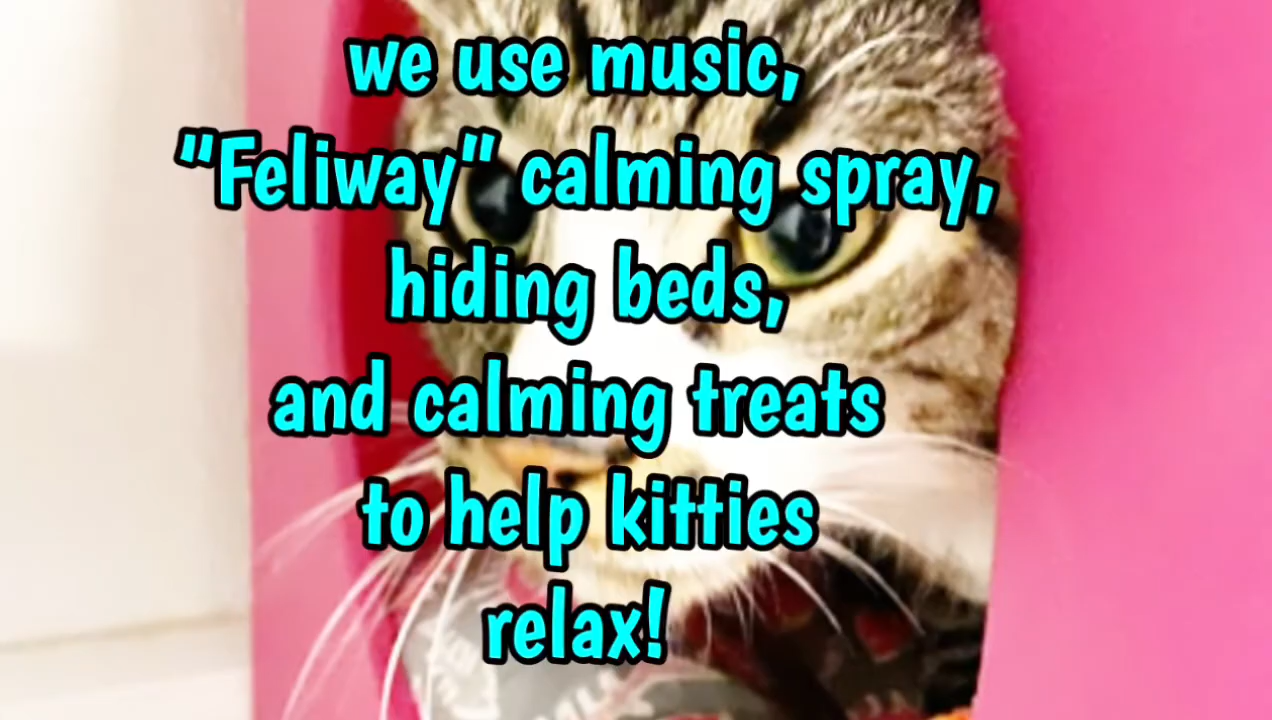 we use music,
"Feliway" calming spray,
hiding beds,
and calming treats
to help kitties
relax!